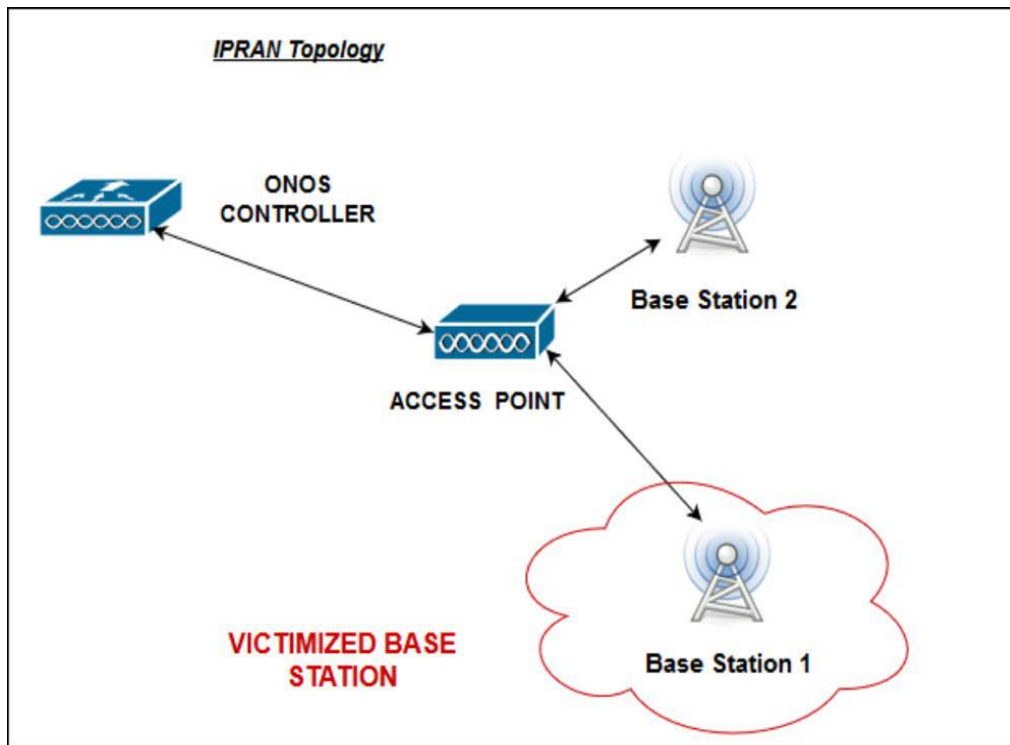 IPRAN Topology
ONOS
CONTROLLER
Base Station 2
ACCESS POINT
VICTIMIZED BASE
STATION
Base Station 1